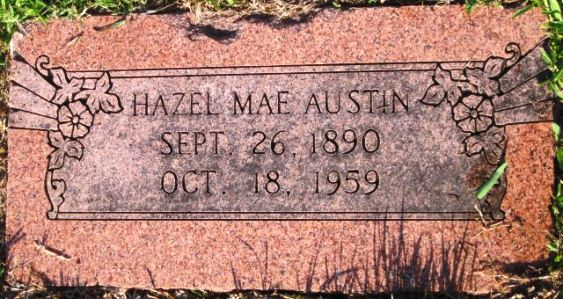 HAZEL MAE AUSTIN
SEPT. 26, 1890
OCT. 18, 1959